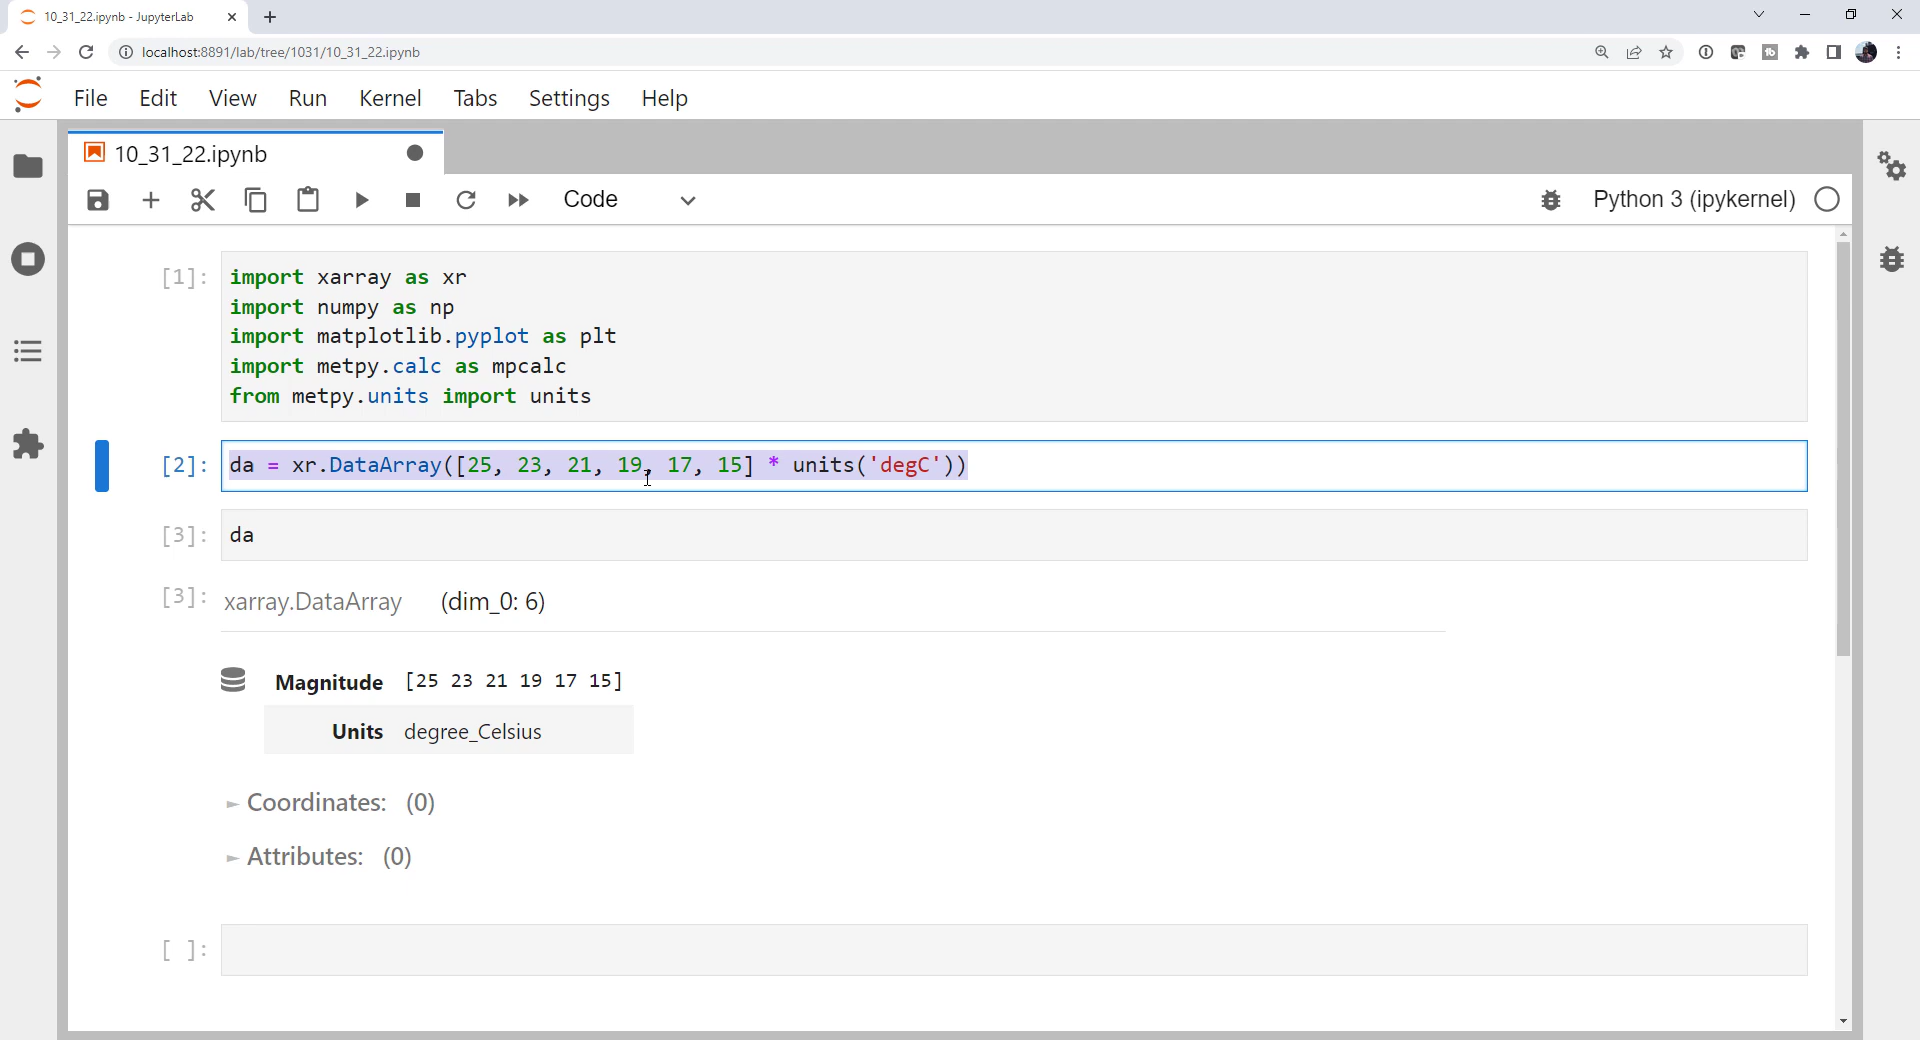 10_31_22.ipynb - JupyterLab
localhost:8891/lab/tree/1031/10_31_22.ipynb
File Edit View Run Kernel Tabs Settings Help
10_31_22.ipynb
Code Python 3 (ipykernel)
[1]: import xarray as xr
import numpy as np
import matplotlib.pyplot as plt
import metpy.calc as mpcalc
from metpy.units import units
[2]: da = xr.DataArray([25, 23, 21, 19, 17, 15] * units('degC'))
[3]: da
[3]: xarray.DataArray (dim_0: 6)
Magnitude [25 23 21 19 17 15]
Units degree_Celsius
► Coordinates: (0)
► Attributes: (0)
[ ]: